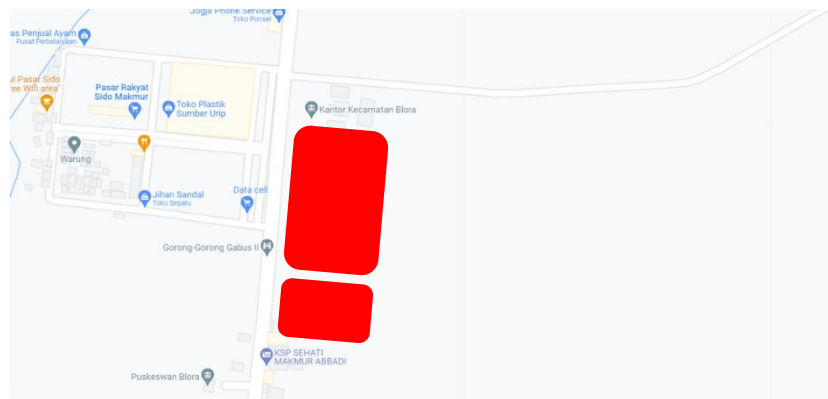 Jogja Phone Service
Toko Ponsel
as Penjual Ayam
Pusat Perbelanjaan
ul Pasar Sido
ree Wifi area"
Pasar Rakyat
Sido Makmur
Toko Plastik
Sumber Urip
Kantor Kecamatan Blora
Warung
Jihan Sandal
Toko Sepatu
Data cell
Gorong-Gorong Gabus II
KSP SEHATI
MAKMUR ABBADI
Puskeswan Blora